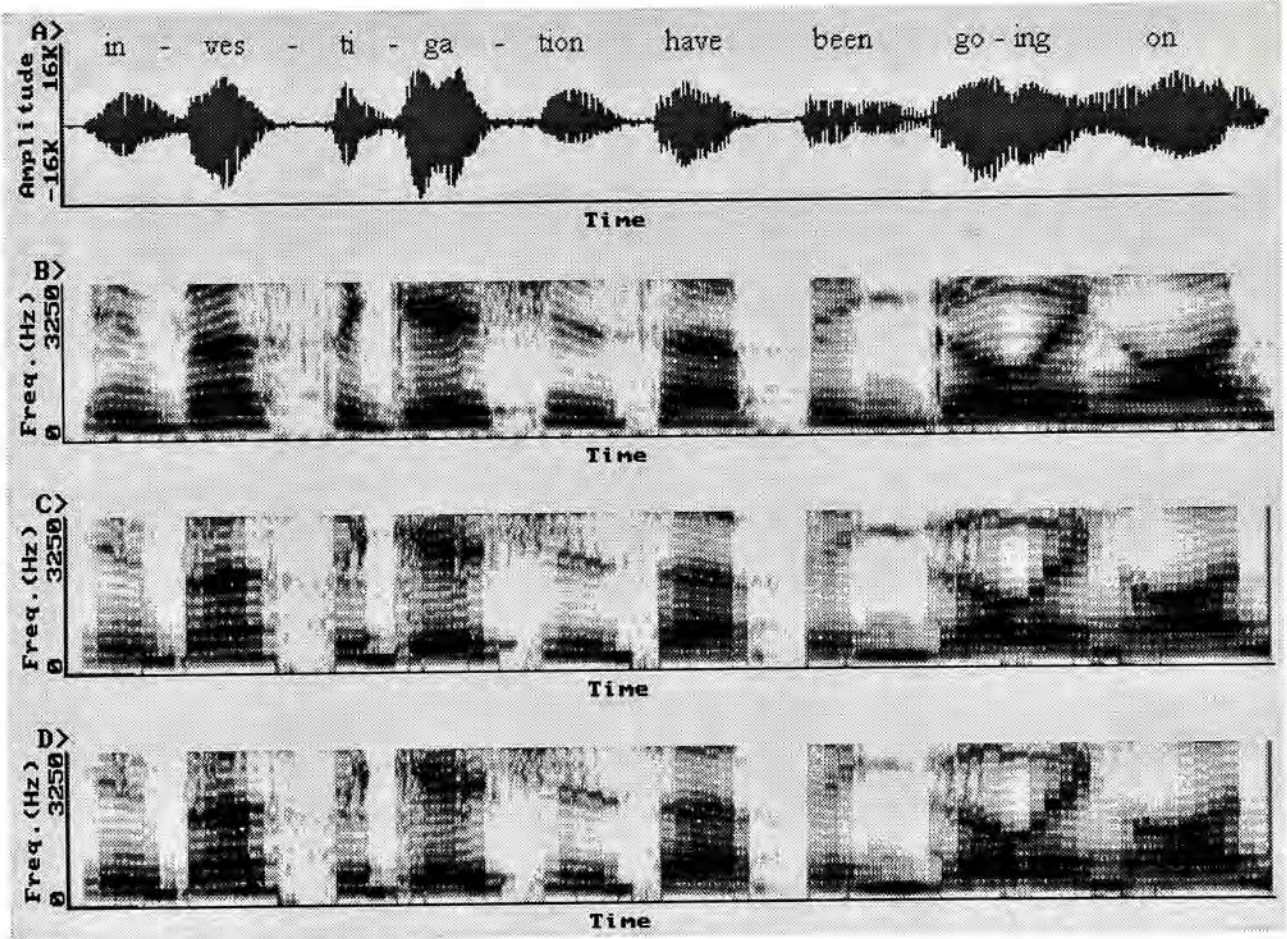 A>
in - ves - ti - ga - tion have been go - ing on
Amplitude
-16K 16K
Time
B>
Freq.(Hz)
0 3250
Time
C>
Freq.(Hz)
0 3250
Time
D>
Freq.(Hz
0 3250
Time